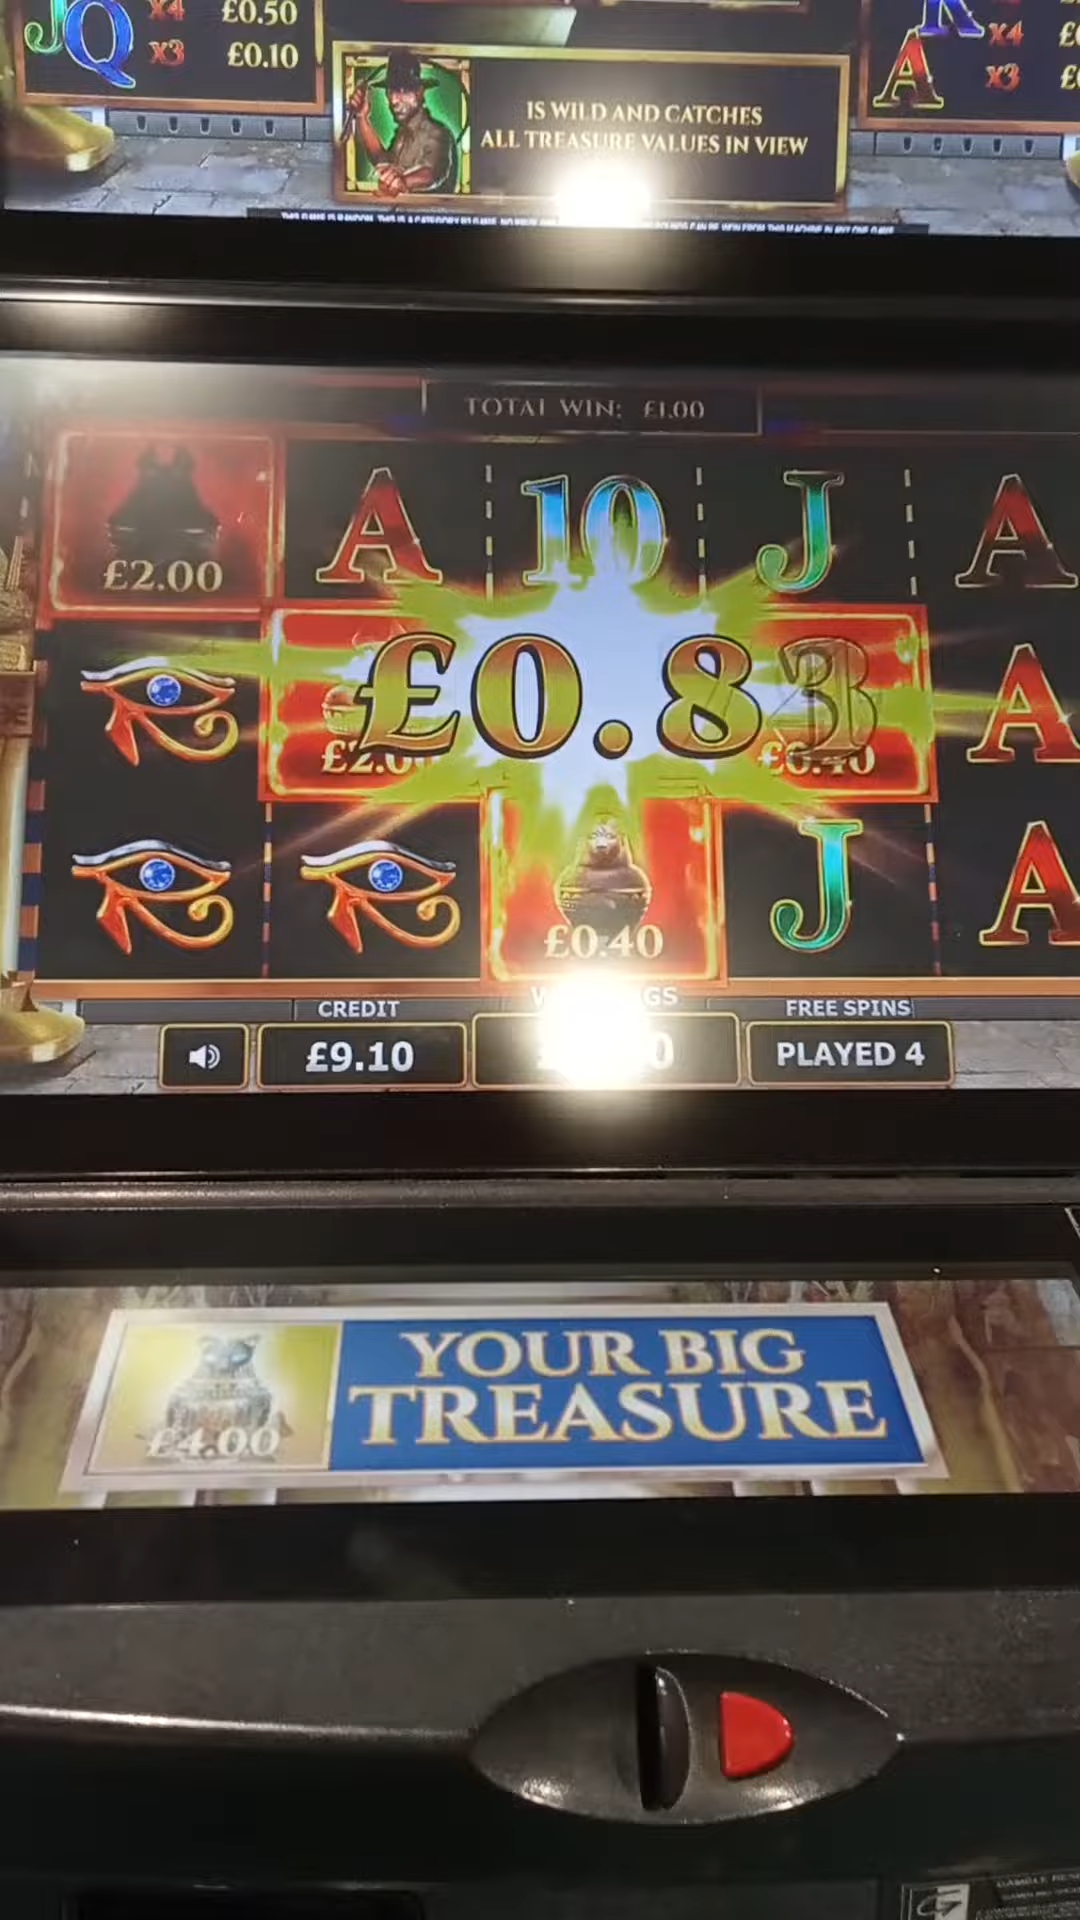 x4 £0.50
x3 £0.10
x4
x3
IS WILD AND CATCHES
ALL TREASURE VALUES IN VIEW
TOTAL WIN: £1.00
£2.00
A
10
J
A
£0.8
A
£0.40
£0.40
J
A
CREDIT
FREE SPINS
£9.10
PLAYED 4
£4.00
YOUR BIG
TREASURE